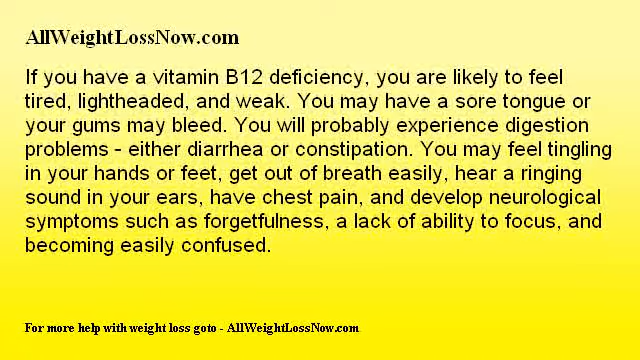 AllWeightLossNow.com
If you have a vitamin B12 deficiency, you are likely to feel
tired, lightheaded, and weak. You may have a sore tongue or
your gums may bleed. You will probably experience digestion
problems - either diarrhea or constipation. You may feel tingling
in your hands or feet, get out of breath easily, hear a ringing
sound in your ears, have chest pain, and develop neurological
symptoms such as forgetfulness, a lack of ability to focus, and
becoming easily confused.
For more help with weight loss goto - AllWeightLossNow.com